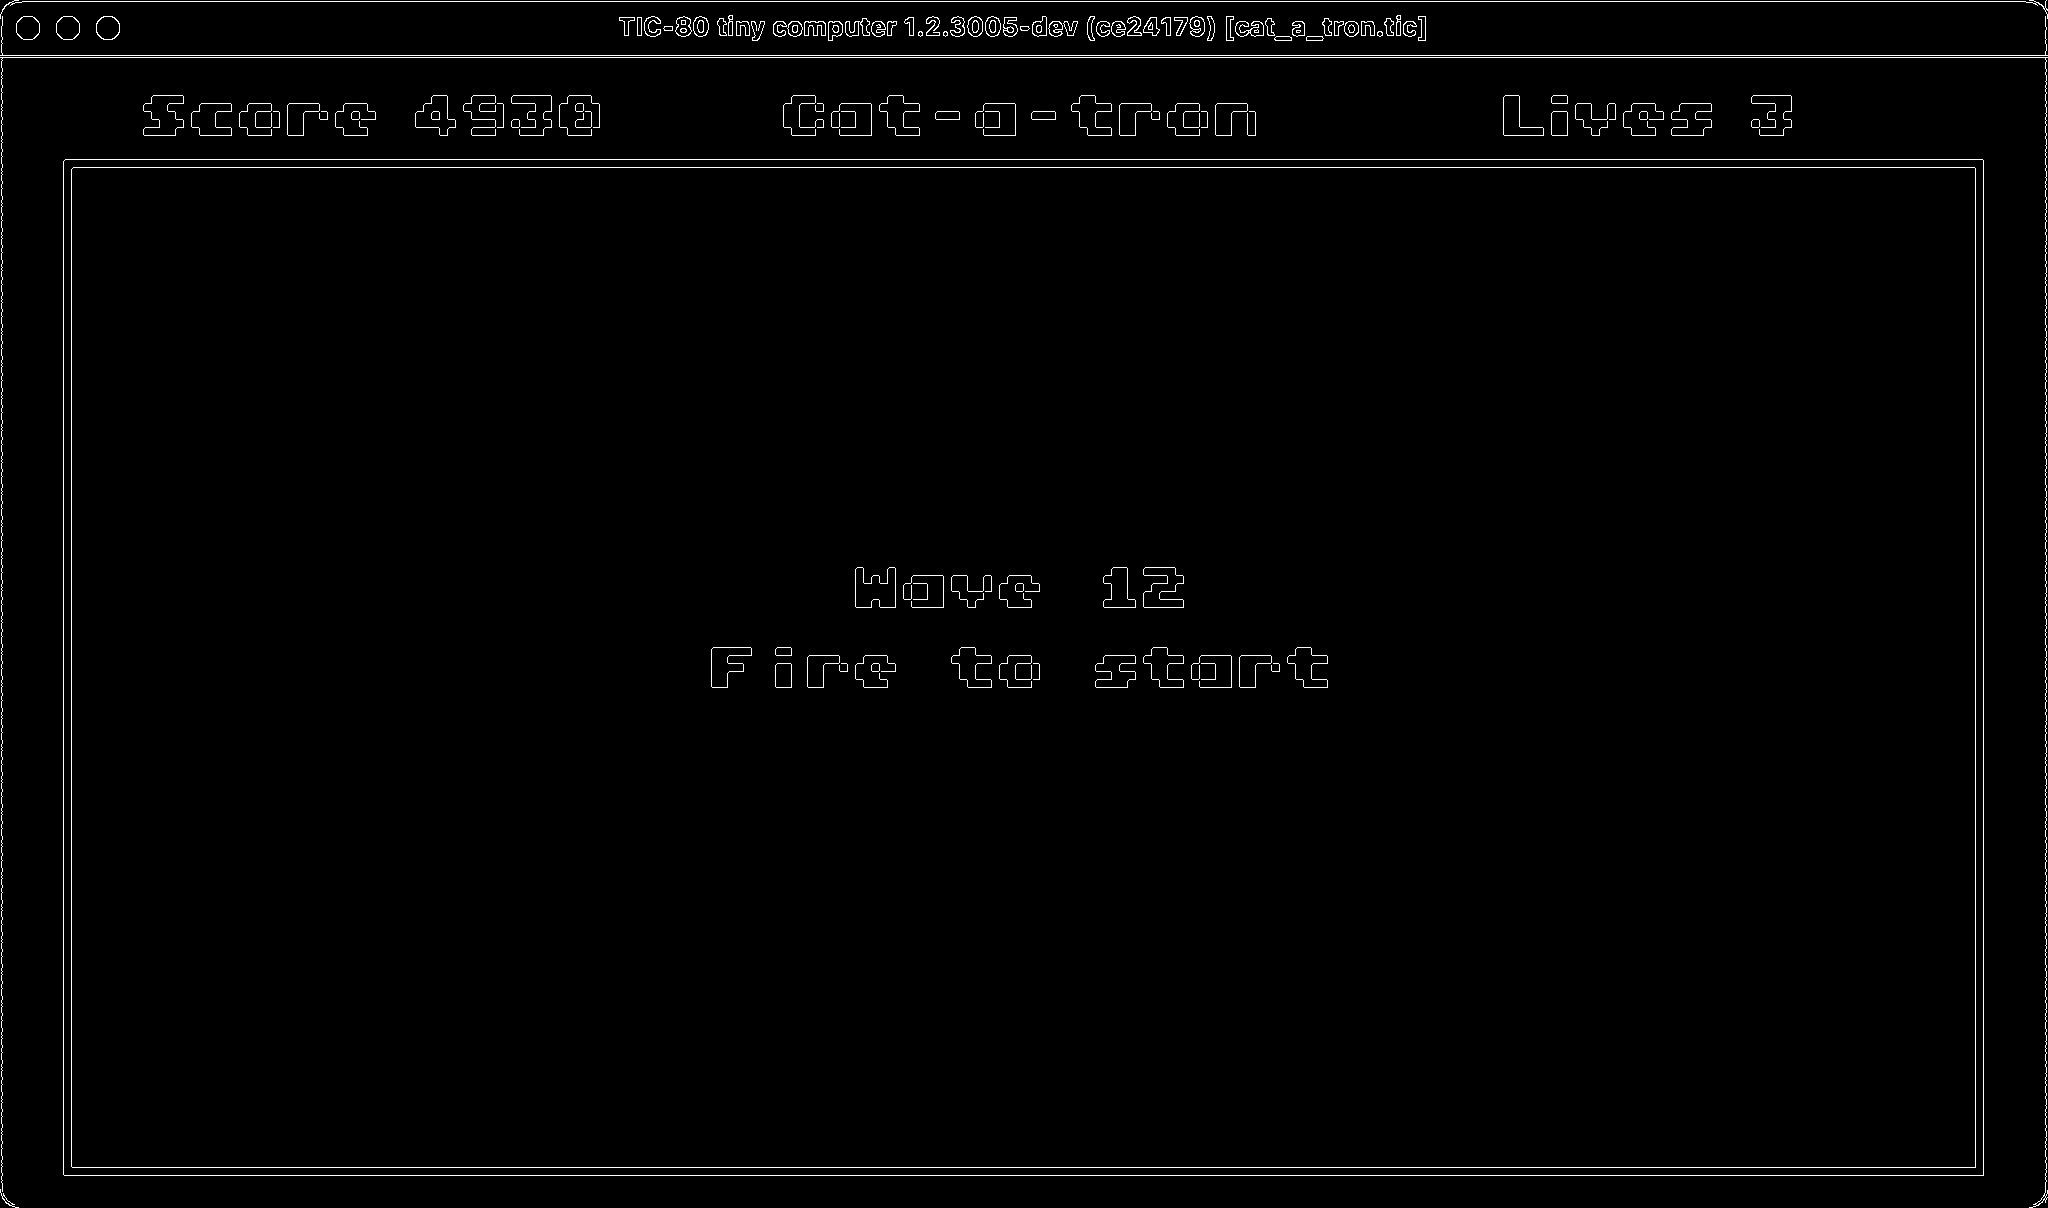 TIC-80 tiny computer 1.2.3005-dev (ce24179) [cat_a_tron.tic]
Score 4930 Cat-a-tron Lives 3
Wave 12
Fire to start